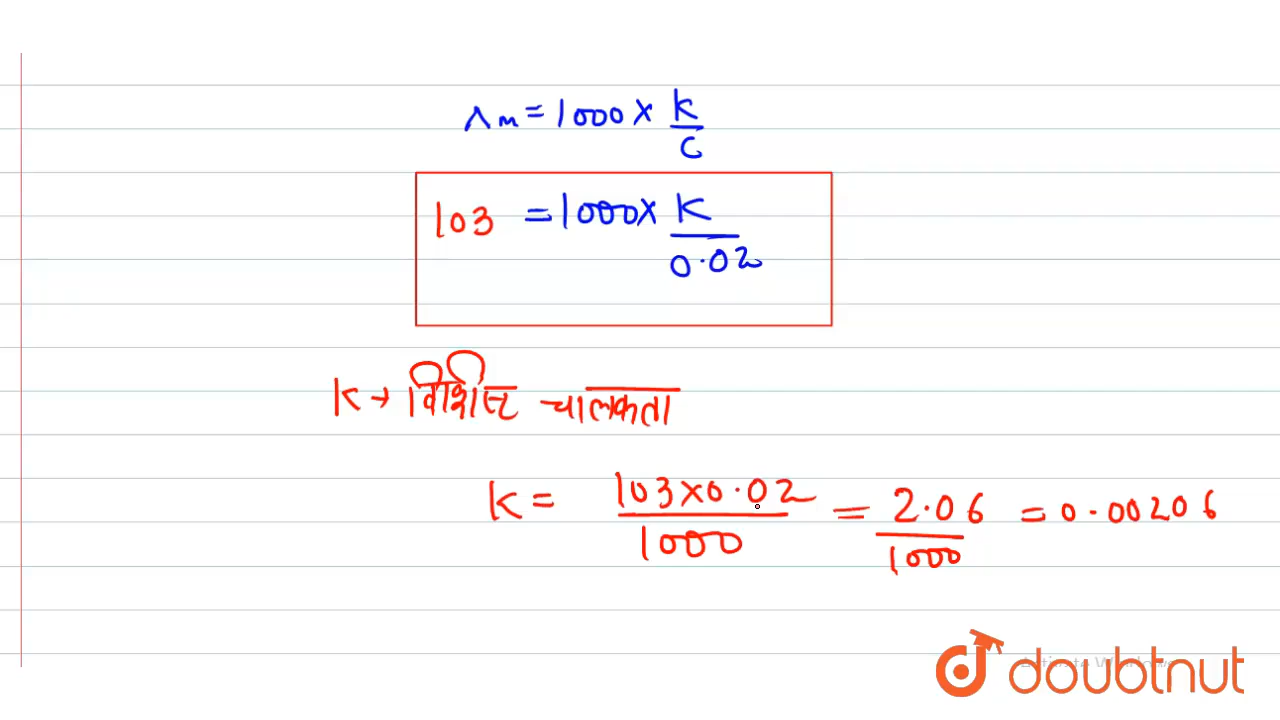 Λm = 1000 × K/C
103 = 1000 × K/0.02
K → विशिष्ट चालकता
K = 103×0.02/1000 = 2.06/1000 = 0.00206
doubtnut